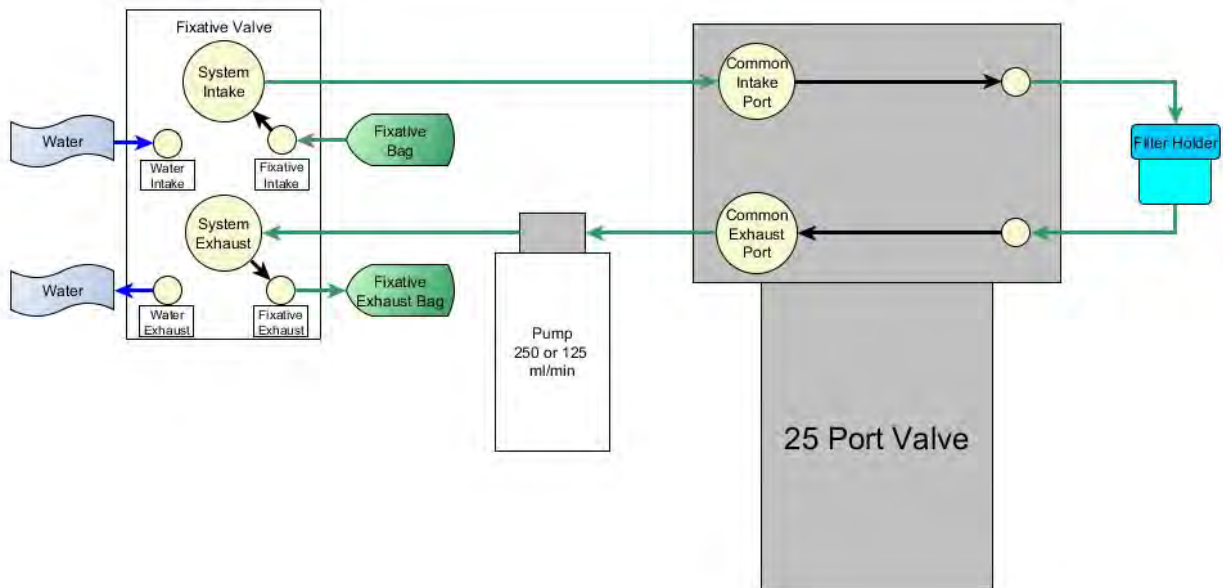 Fixative Valve
System
Intake
Common
Intake
Port
Water
Fixative
Bag
Filter Holder
Water
Intake
Fixative
Intake
System
Exhaust
Common
Exhaust
Port
Water
Fixative
Exhaust Bag
Water
Exhaust
Fixative
Exhaust
Pump
250 or 125
ml/min
25 Port Valve